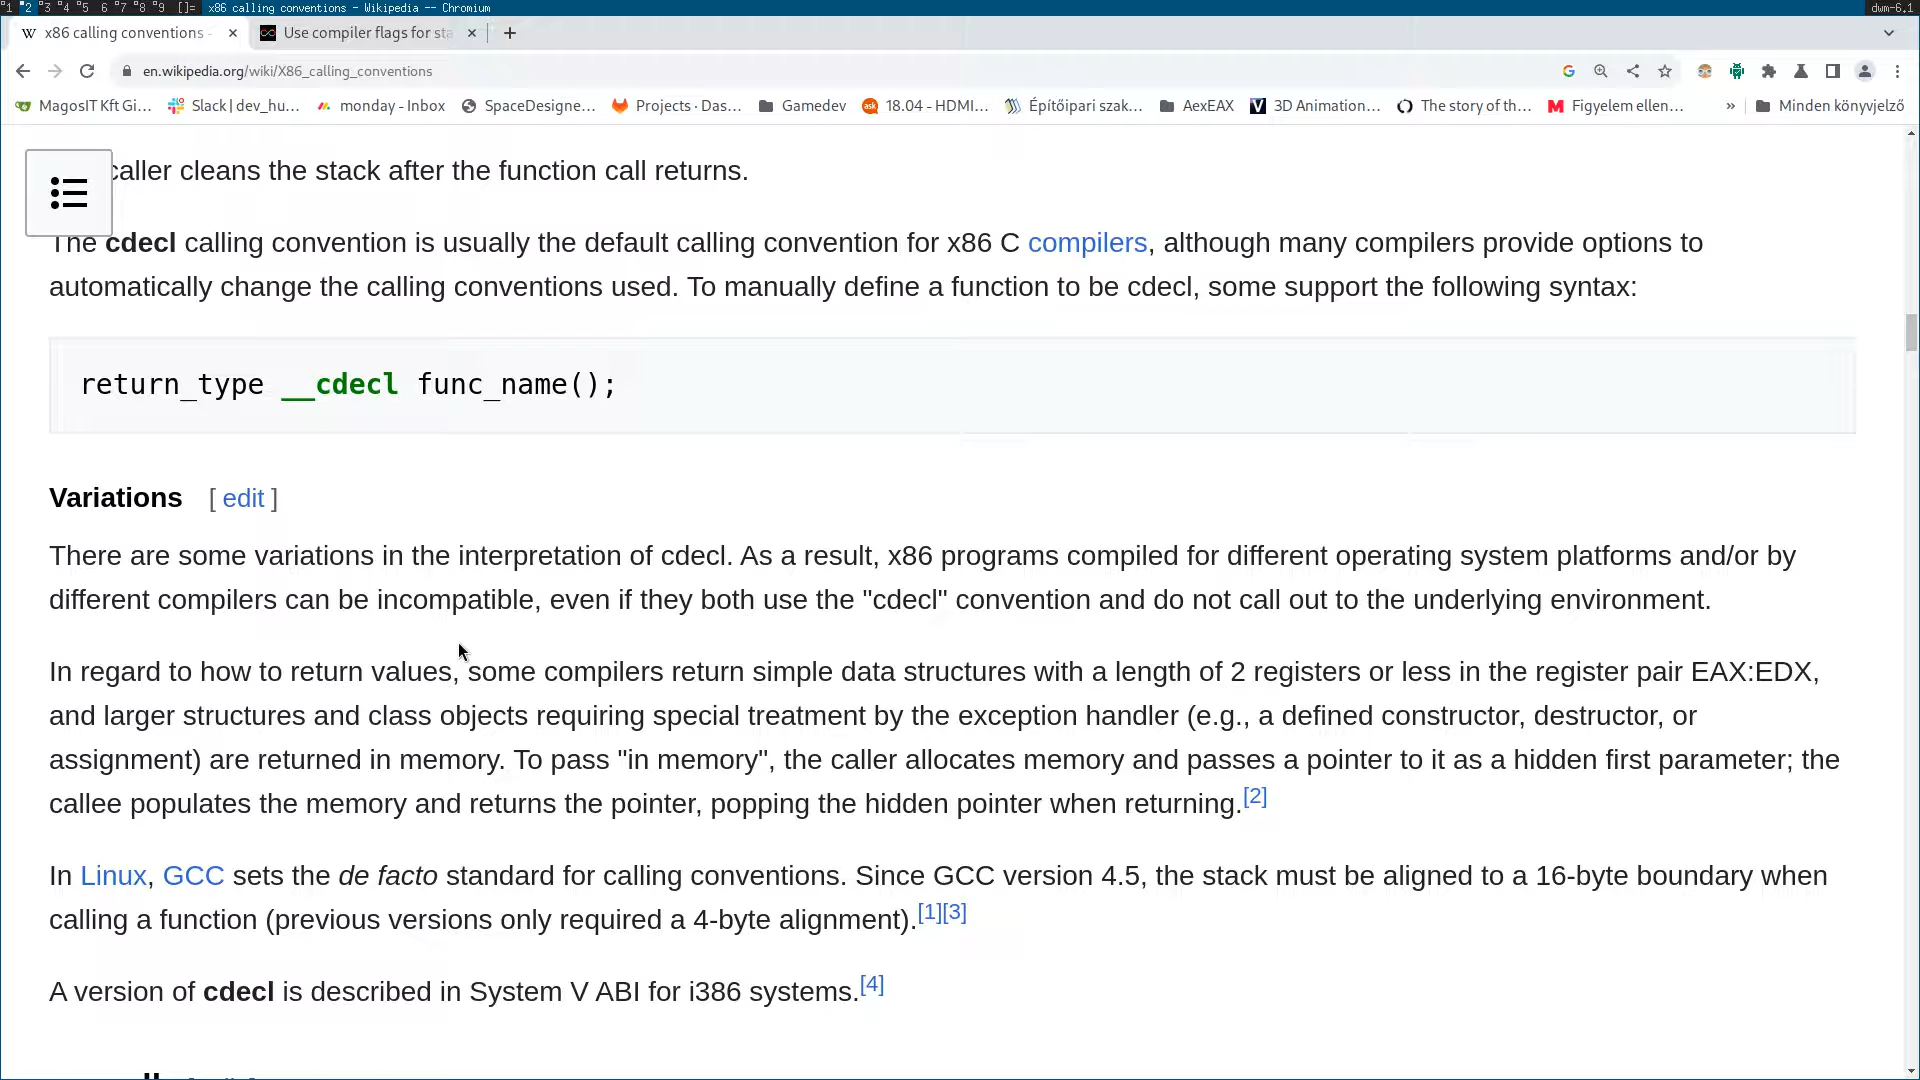 1 2 3 4 5 6 7 8 9 []= x86 calling conventions - Wikipedia -- Chromium dwm-6.1
W x86 calling conventions - × Use compiler flags for sta × +
en.wikipedia.org/wiki/X86_calling_conventions
MagosIT Kft Gi... Slack | dev_hu... monday - Inbox SpaceDesigne... Projects · Das... Gamedev ask 18.04 - HDMI... Építőipari szak... AexEAX V 3D Animation... The story of th... M Figyelem ellen... » Minden könyvjelző
caller cleans the stack after the function call returns.
The cdecl calling convention is usually the default calling convention for x86 C compilers, although many compilers provide options to
automatically change the calling conventions used. To manually define a function to be cdecl, some support the following syntax:
return_type __cdecl func_name();
Variations [ edit ]
There are some variations in the interpretation of cdecl. As a result, x86 programs compiled for different operating system platforms and/or by
different compilers can be incompatible, even if they both use the "cdecl" convention and do not call out to the underlying environment.
In regard to how to return values, some compilers return simple data structures with a length of 2 registers or less in the register pair EAX:EDX,
and larger structures and class objects requiring special treatment by the exception handler (e.g., a defined constructor, destructor, or
assignment) are returned in memory. To pass "in memory", the caller allocates memory and passes a pointer to it as a hidden first parameter; the
callee populates the memory and returns the pointer, popping the hidden pointer when returning.[2]
In Linux, GCC sets the de facto standard for calling conventions. Since GCC version 4.5, the stack must be aligned to a 16-byte boundary when
calling a function (previous versions only required a 4-byte alignment).[1][3]
A version of cdecl is described in System V ABI for i386 systems.[4]